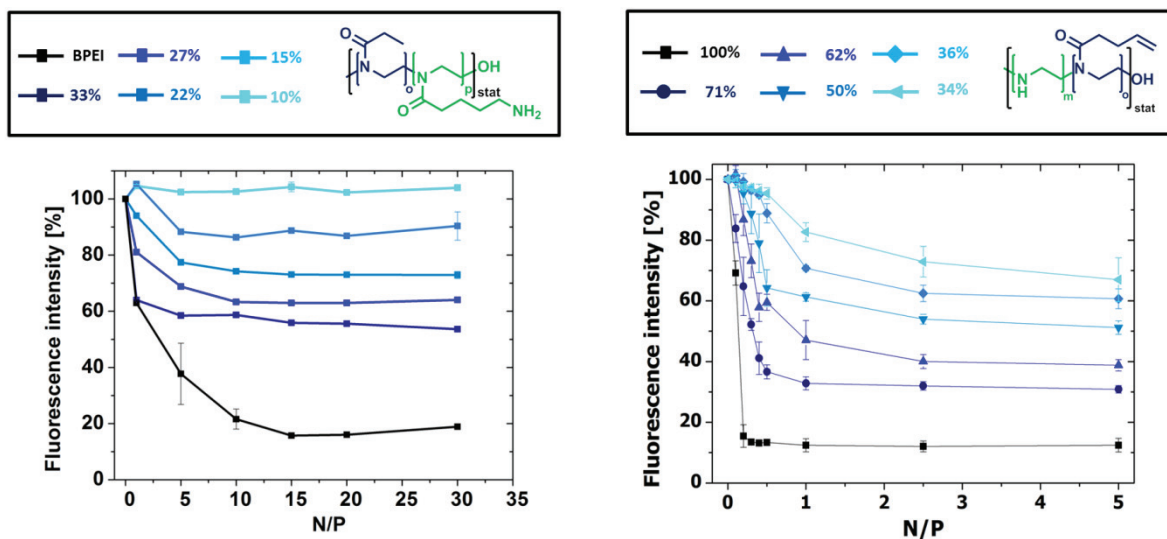 BPEI 27% 15%
33% 22% 10%
O N o N p OH stat O NH2
100% 62% 36%
71% 50% 34%
N H m O N o OH stat
Fluorescence intensity [%]
100
80
60
40
20
0
0 5 10 15 20 25 30 35
N/P
Fluorescence intensity [%]
100
80
60
40
20
0
0 1 2 3 4 5
N/P